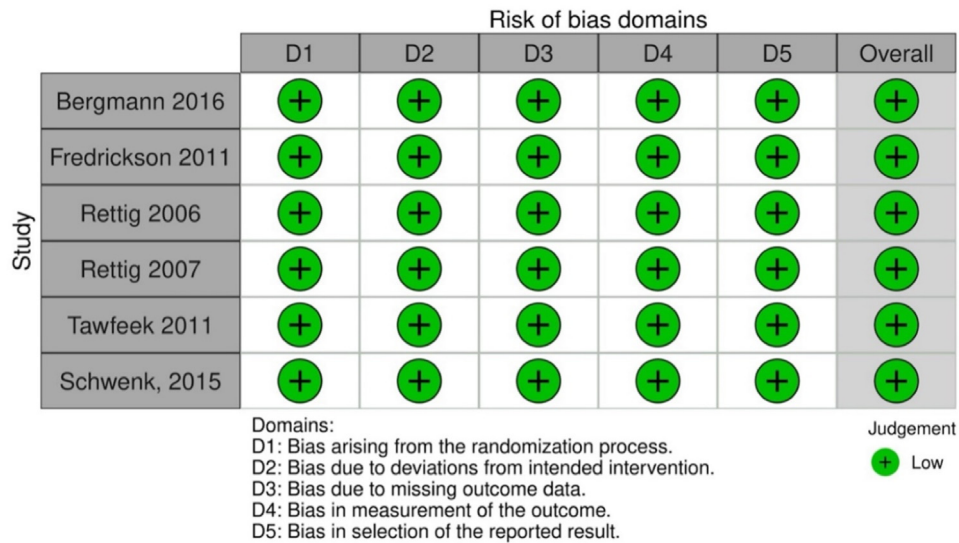 Risk of bias domains
D1 D2 D3 D4 D5 Overall
Study
Bergmann 2016 + + + + + +
Fredrickson 2011 + + + + + +
Rettig 2006 + + + + + +
Rettig 2007 + + + + + +
Tawfeek 2011 + + + + + +
Schwenk, 2015 + + + + + +
Domains:
D1: Bias arising from the randomization process.
D2: Bias due to deviations from intended intervention.
D3: Bias due to missing outcome data.
D4: Bias in measurement of the outcome.
D5: Bias in selection of the reported result.
Judgement
+ Low